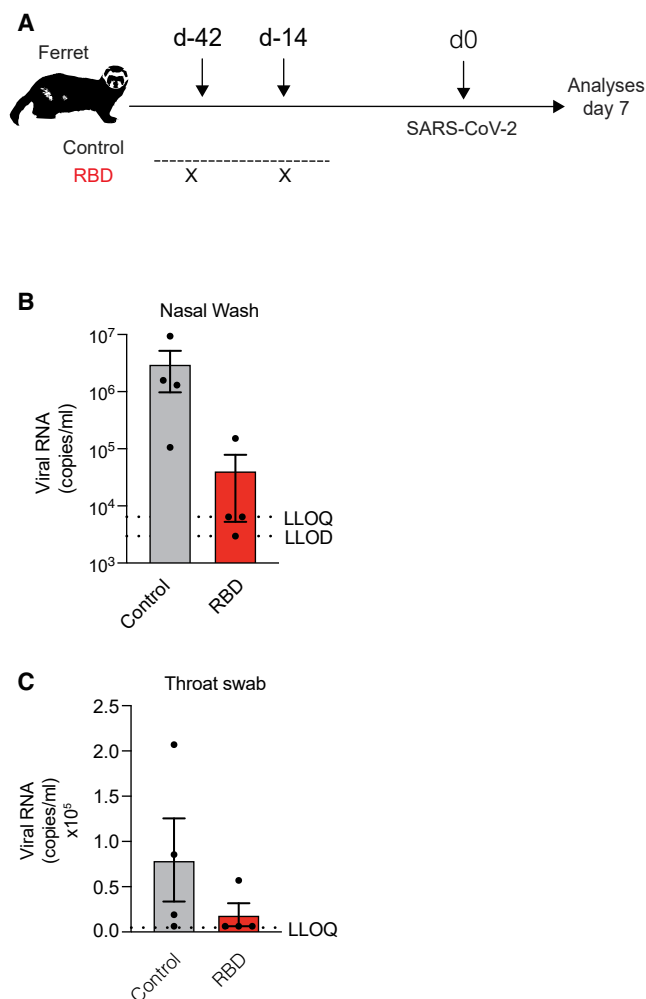 A
Ferret
d-42
d-14
d0
Analyses
day 7
SARS-CoV-2
Control
RBD
X
X
B
Nasal Wash
Viral RNA
(copies/ml)
10⁷
10⁶
10⁵
10⁴
10³
LLOQ
LLOD
Control
RBD
C
Throat swab
Viral RNA
(copies/ml)
x10⁵
2.5
2.0
1.5
1.0
0.5
0.0
LLOQ
Control
RBD